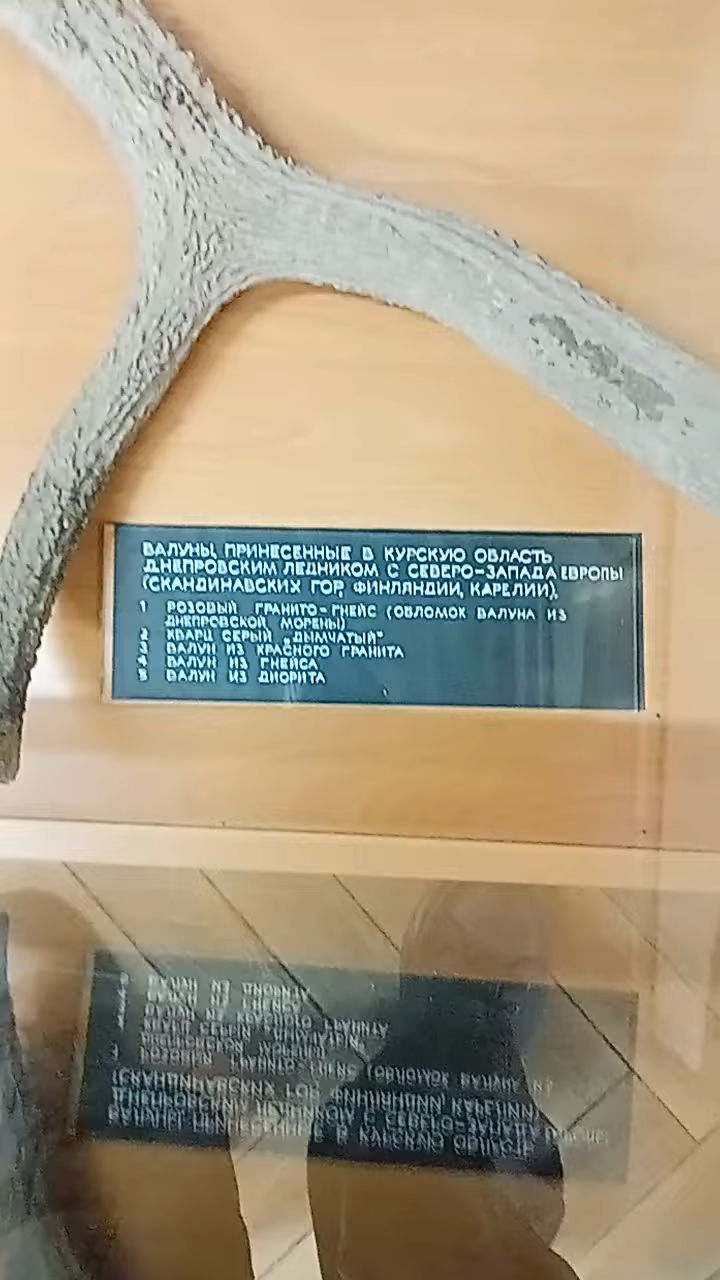 ВАЛУНЫ, ПРИНЕСЕННЫЕ В КУРСКУЮ ОБЛАСТЬ
ДНЕПРОВСКИМ ЛЕДНИКОМ С СЕВЕРО-ЗАПАДА ЕВРОПЫ
(СКАНДИНАВСКИХ ГОР, ФИНЛЯНДИИ, КАРЕЛИИ).
1 РОЗОВЫЙ ГРАНИТО-ГНЕЙС (ОБЛОМОК ВАЛУНА ИЗ
ДНЕПРОВСКОЙ МОРЕНЫ)
2 КВАРЦ СЕРЫЙ „ДЫМЧАТЫЙ"
3 ВАЛУН ИЗ КРАСНОГО ГРАНИТА
4 ВАЛУН ИЗ ГНЕЙСА
5 ВАЛУН ИЗ ДИОРИТА